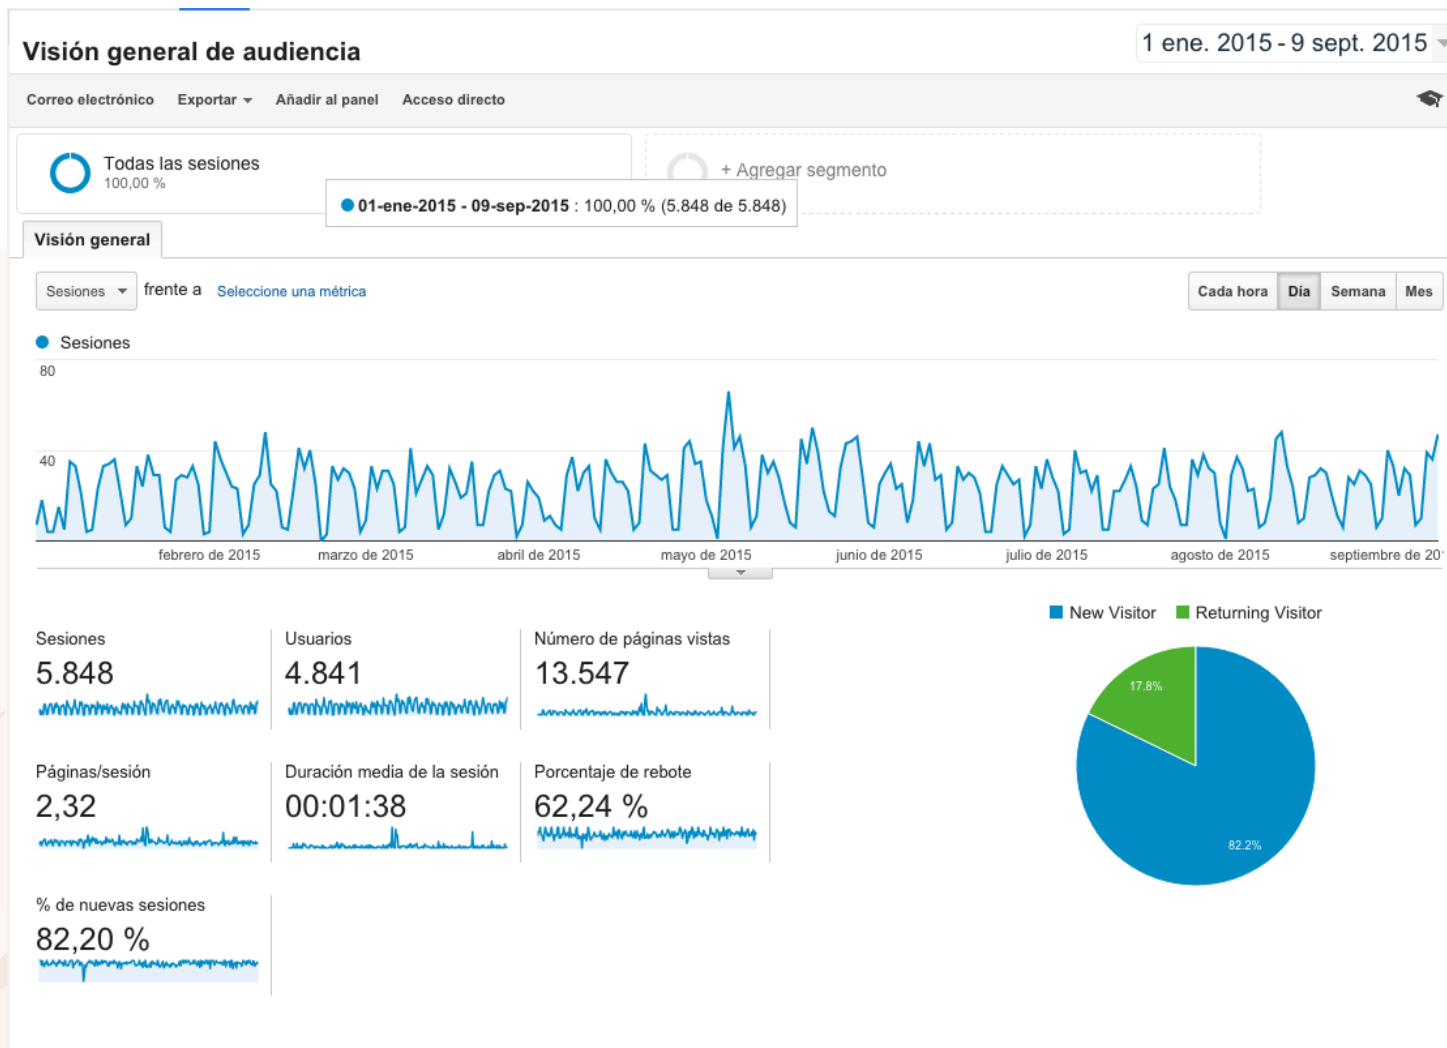 Visión general de audiencia
1 ene. 2015 - 9 sept. 2015
Correo electrónico Exportar Añadir al panel Acceso directo
Todas las sesiones
100,00 %
+ Agregar segmento
01-ene-2015 - 09-sep-2015 : 100,00 % (5.848 de 5.848)
Visión general
Sesiones frente a Seleccione una métrica
Cada hora Día Semana Mes
Sesiones
80
40
febrero de 2015 marzo de 2015 abril de 2015 mayo de 2015 junio de 2015 julio de 2015 agosto de 2015 septiembre de 20
New Visitor Returning Visitor
Sesiones
5.848
Usuarios
4.841
Número de páginas vistas
13.547
17.8%
82.2%
Páginas/sesión
2,32
Duración media de la sesión
00:01:38
Porcentaje de rebote
62,24 %
% de nuevas sesiones
82,20 %